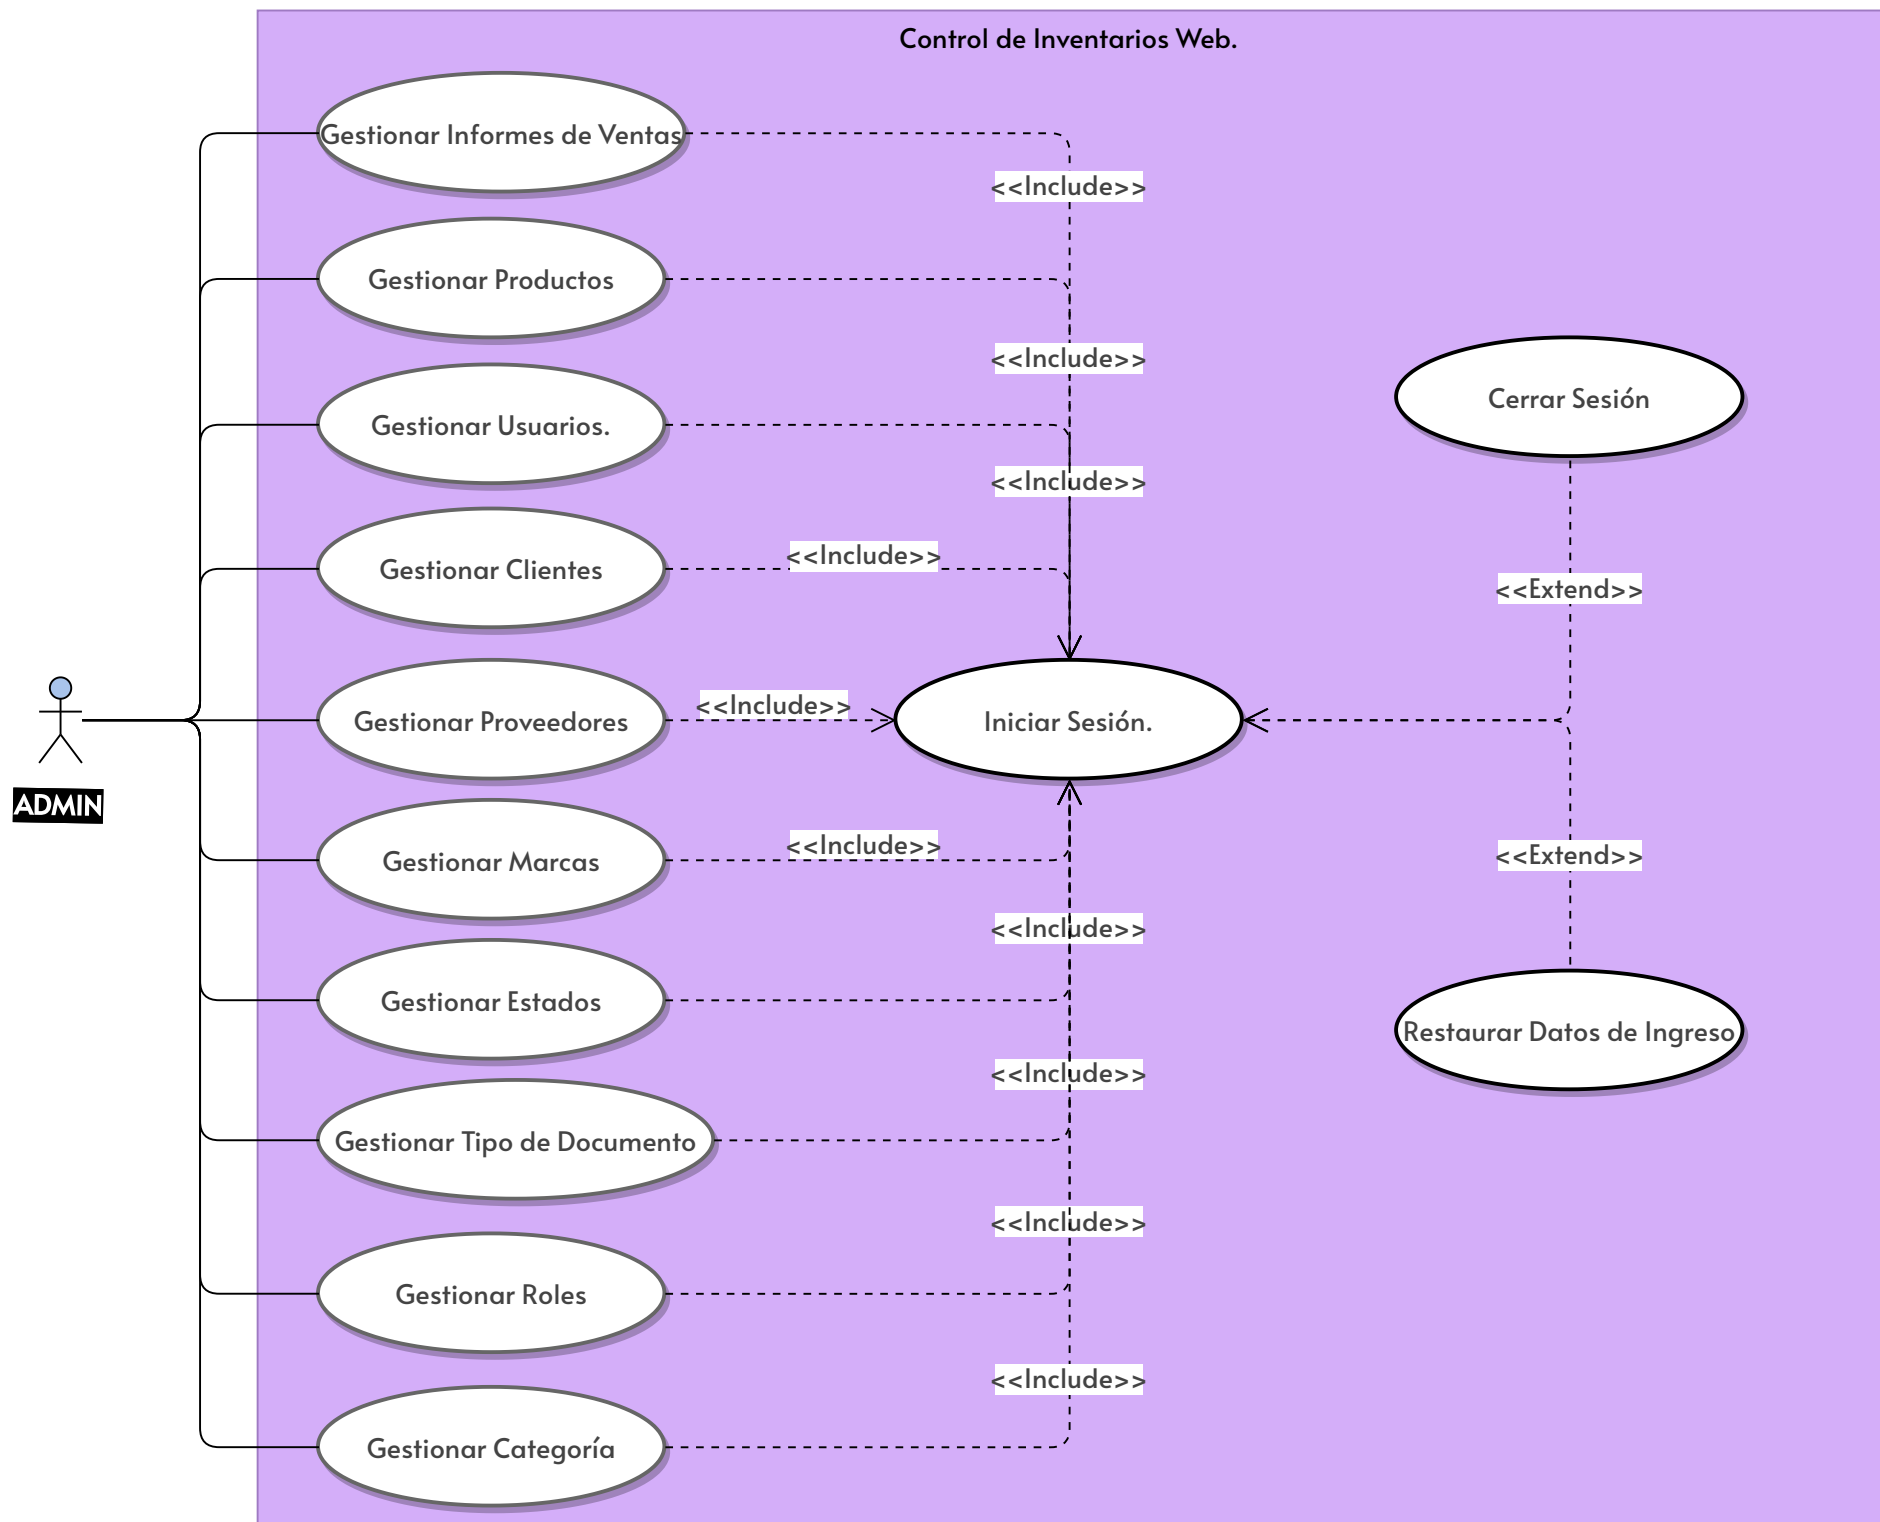 Control de Inventarios Web.
Gestionar Informes de Ventas
<<Include>>
Gestionar Productos
<<Include>>
Cerrar Sesión
Gestionar Usuarios.
<<Include>>
<<Include>>
Gestionar Clientes
<<Extend>>
<<Include>>
Gestionar Proveedores
Iniciar Sesión.
ADMIN
<<Include>>
Gestionar Marcas
<<Extend>>
<<Include>>
Gestionar Estados
Restaurar Datos de Ingreso
<<Include>>
Gestionar Tipo de Documento
<<Include>>
Gestionar Roles
<<Include>>
Gestionar Categoría